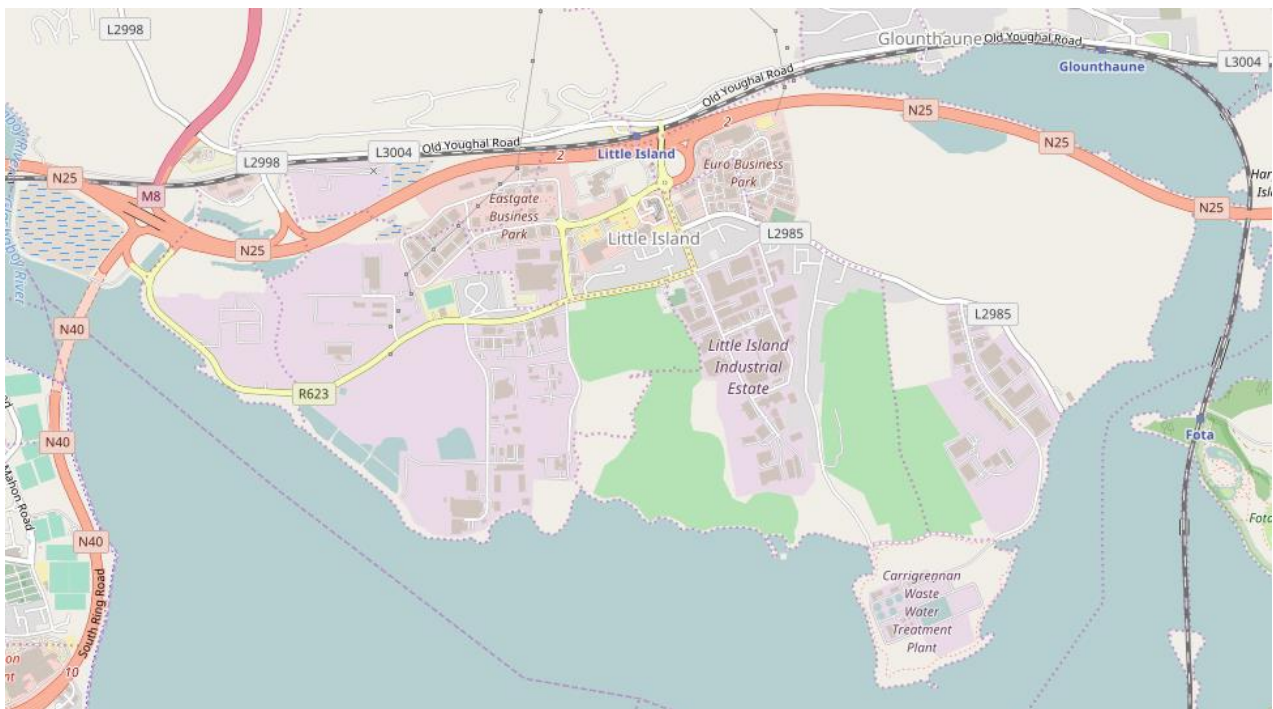 L2998
Glounthaune
Old Youghal Road
Glounthaune
L3004
Old Youghal Road
2
N25
N25
L3004
Old Youghal Road
2
Little Island
L2998
N25
M8
Euro Business
Park
Eastgate
Business
Park
Little Island
L2985
N25
N25
N40
L2985
Little Island
Industrial
Estate
R623
Fota
N40
Mahon Road
N40
South Ring Road
Carrigrennan
Waste
Water
Treatment
Plant
10